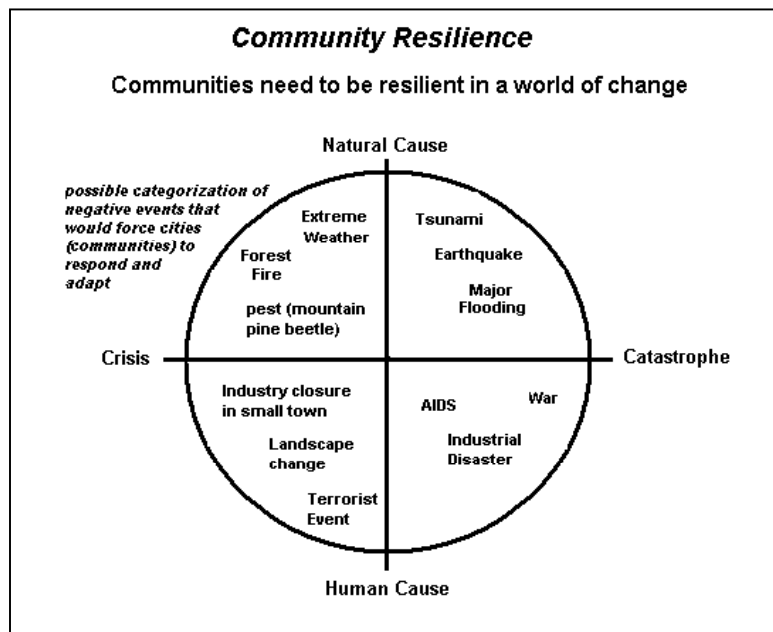 Community Resilience
Communities need to be resilient in a world of change
Natural Cause
possible categorization of
negative events that
would force cities
(communities) to
respond and
adapt
Extreme
Weather
Forest
Fire
pest (mountain
pine beetle)
Tsunami
Earthquake
Major
Flooding
Crisis
Catastrophe
Industry closure
in small town
Landscape
change
Terrorist
Event
AIDS
War
Industrial
Disaster
Human Cause